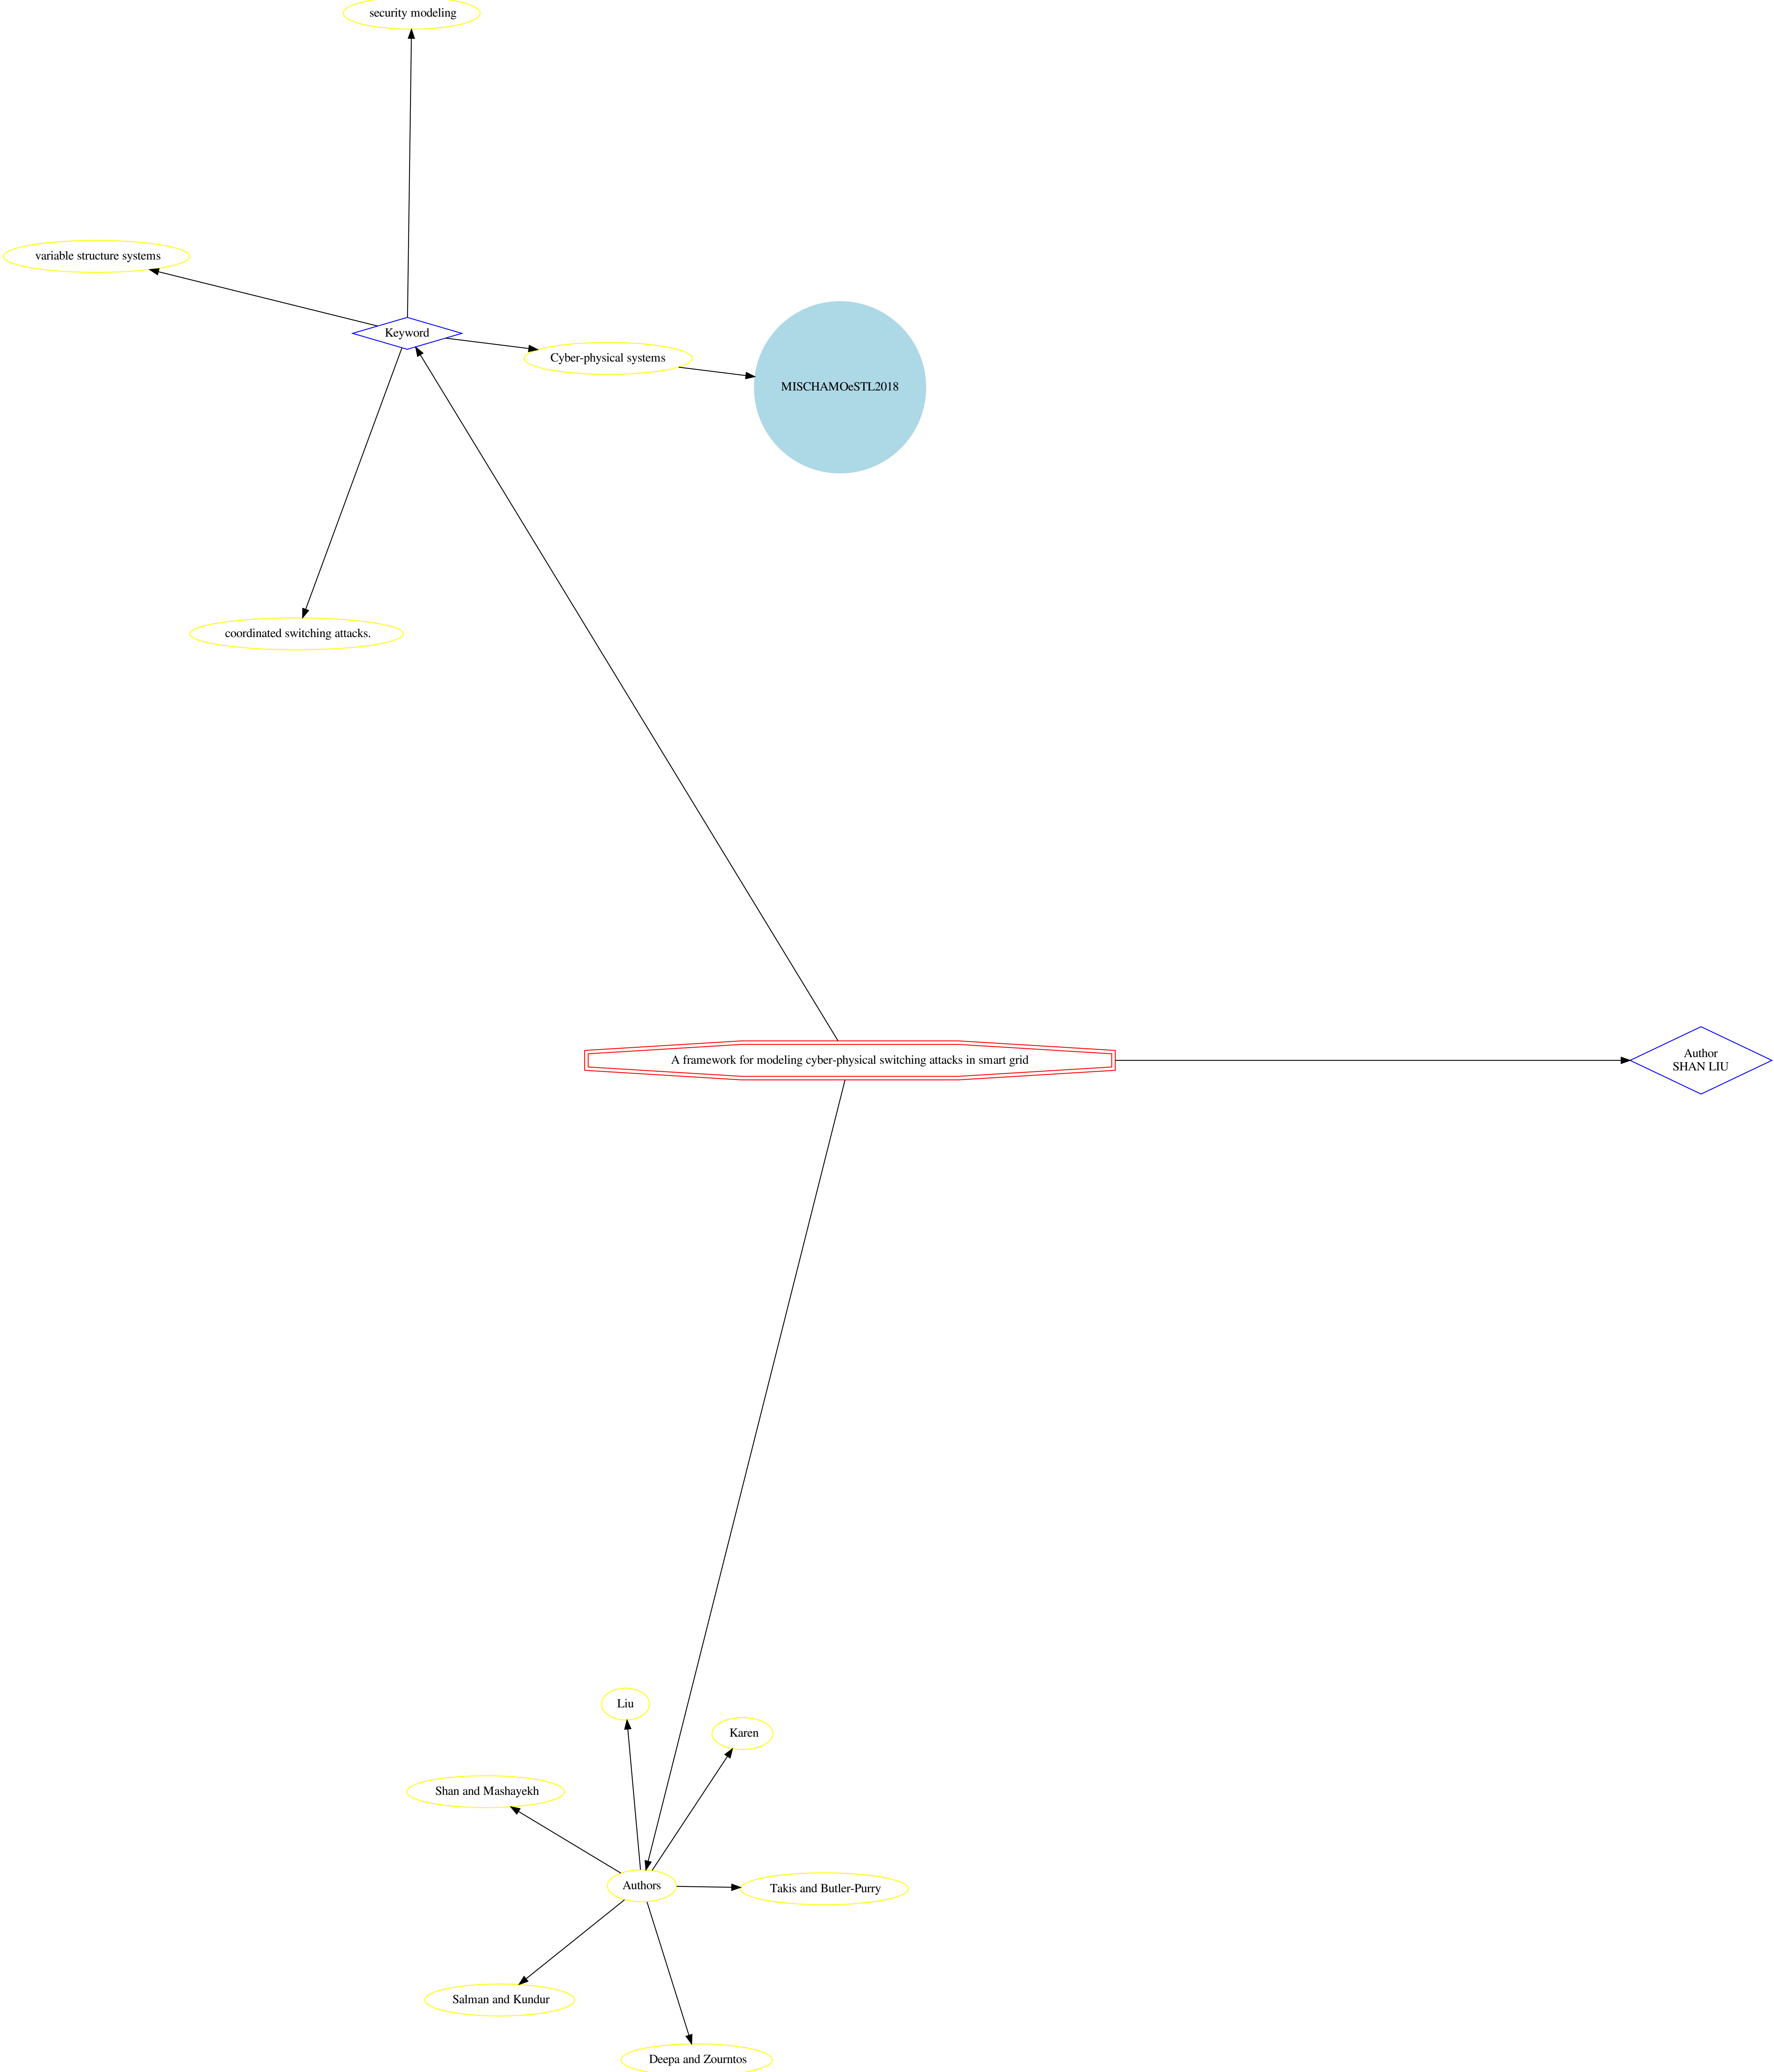 security modeling
variable structure systems
Keyword
Cyber-physical systems
MISCHAMOeSTL2018
coordinated switching attacks.
A framework for modeling cyber-physical switching attacks in smart grid
Author
SHAN LIU
Liu
Karen
Shan and Mashayekh
Authors
Takis and Butler-Purry
Salman and Kundur
Deepa and Zourntos